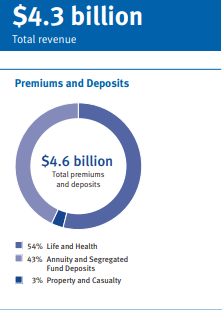 $4.3 billion
Total revenue
Premiums and Deposits
$4.6 billion
Total premiums
and deposits
54% Life and Health
43% Annuity and Segregated
Fund Deposits
3% Property and Casualty